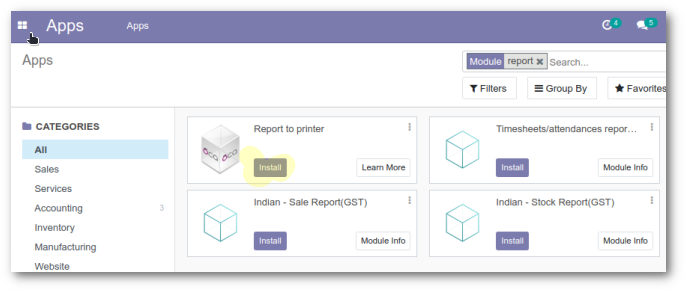 Apps
Apps
4
5
Apps
Module
report
Search...
Filters
Group By
Favorites
CATEGORIES
All
Sales
Services
Accounting 3
Inventory
Manufacturing
Website
Report to printer
Install
Learn More
Timesheets/attendances repor...
Install
Module Info
Indian - Sale Report(GST)
Install
Module Info
Indian - Stock Report(GST)
Install
Module Info